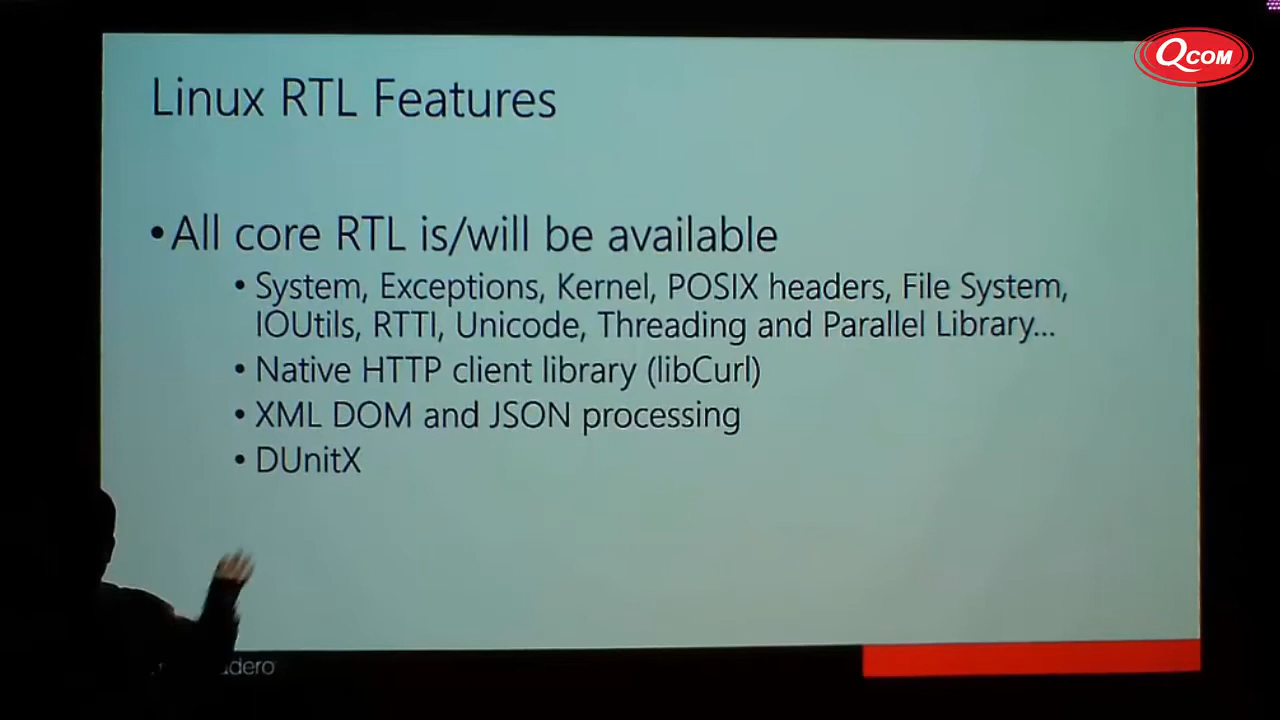 QCOM
Linux RTL Features
• All core RTL is/will be available
• System, Exceptions, Kernel, POSIX headers, File System,
IOUtils, RTTI, Unicode, Threading and Parallel Library...
• Native HTTP client library (libCurl)
• XML DOM and JSON processing
• DUnitX